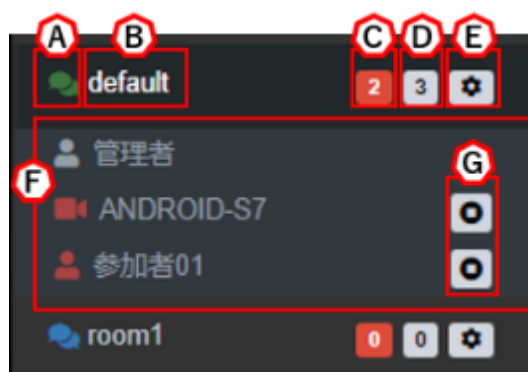 A B C D E
default 2 3
F 管理者 G
ANDROID-S7
参加者01
room1 0 0